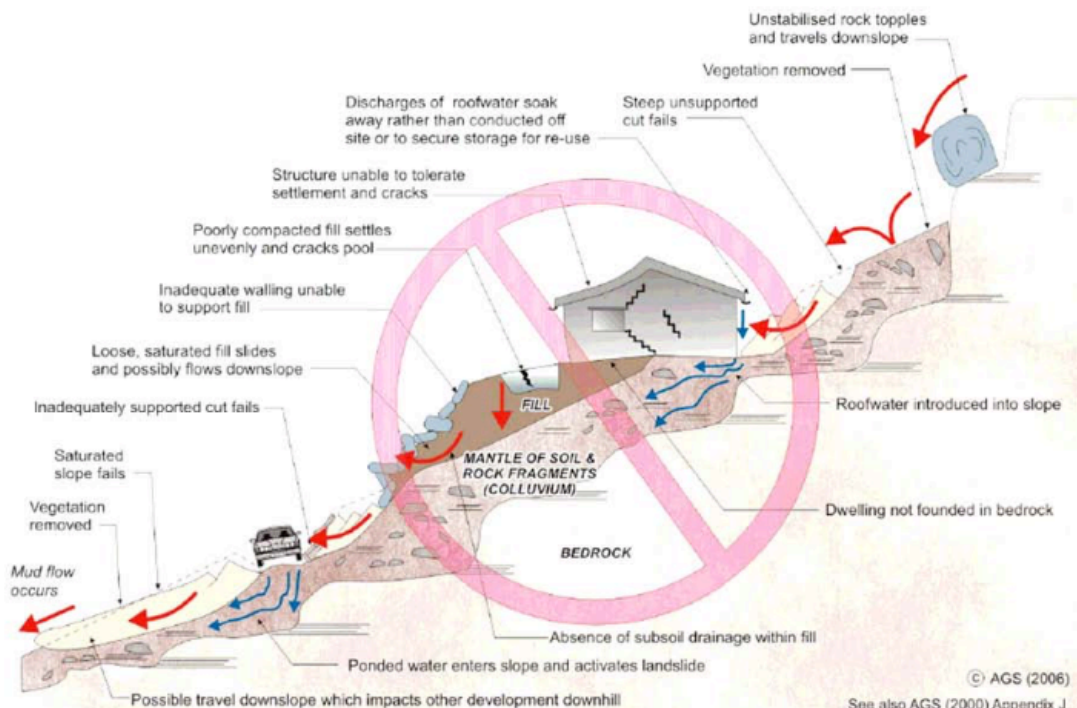 Unstabilised rock topples
and travels downslope
Vegetation removed
Discharges of roofwater soak
away rather than conducted off
site or to secure storage for re-use
Steep unsupported
cut fails
Structure unable to tolerate
settlement and cracks
Poorly compacted fill settles
unevenly and cracks pool
Inadequate walling unable
to support fill
Loose, saturated fill slides
and possibly flows downslope
Inadequately supported cut fails
Roofwater introduced into slope
FILL
Saturated
slope fails
MANTLE OF SOIL &
ROCK FRAGMENTS
(COLLUVIUM)
Vegetation
removed
Dwelling not founded in bedrock
BEDROCK
Mud flow
occurs
Absence of subsoil drainage within fill
Ponded water enters slope and activates landslide
Possible travel downslope which impacts other development downhill
© AGS (2006)
See also AGS (2000) Appendix J